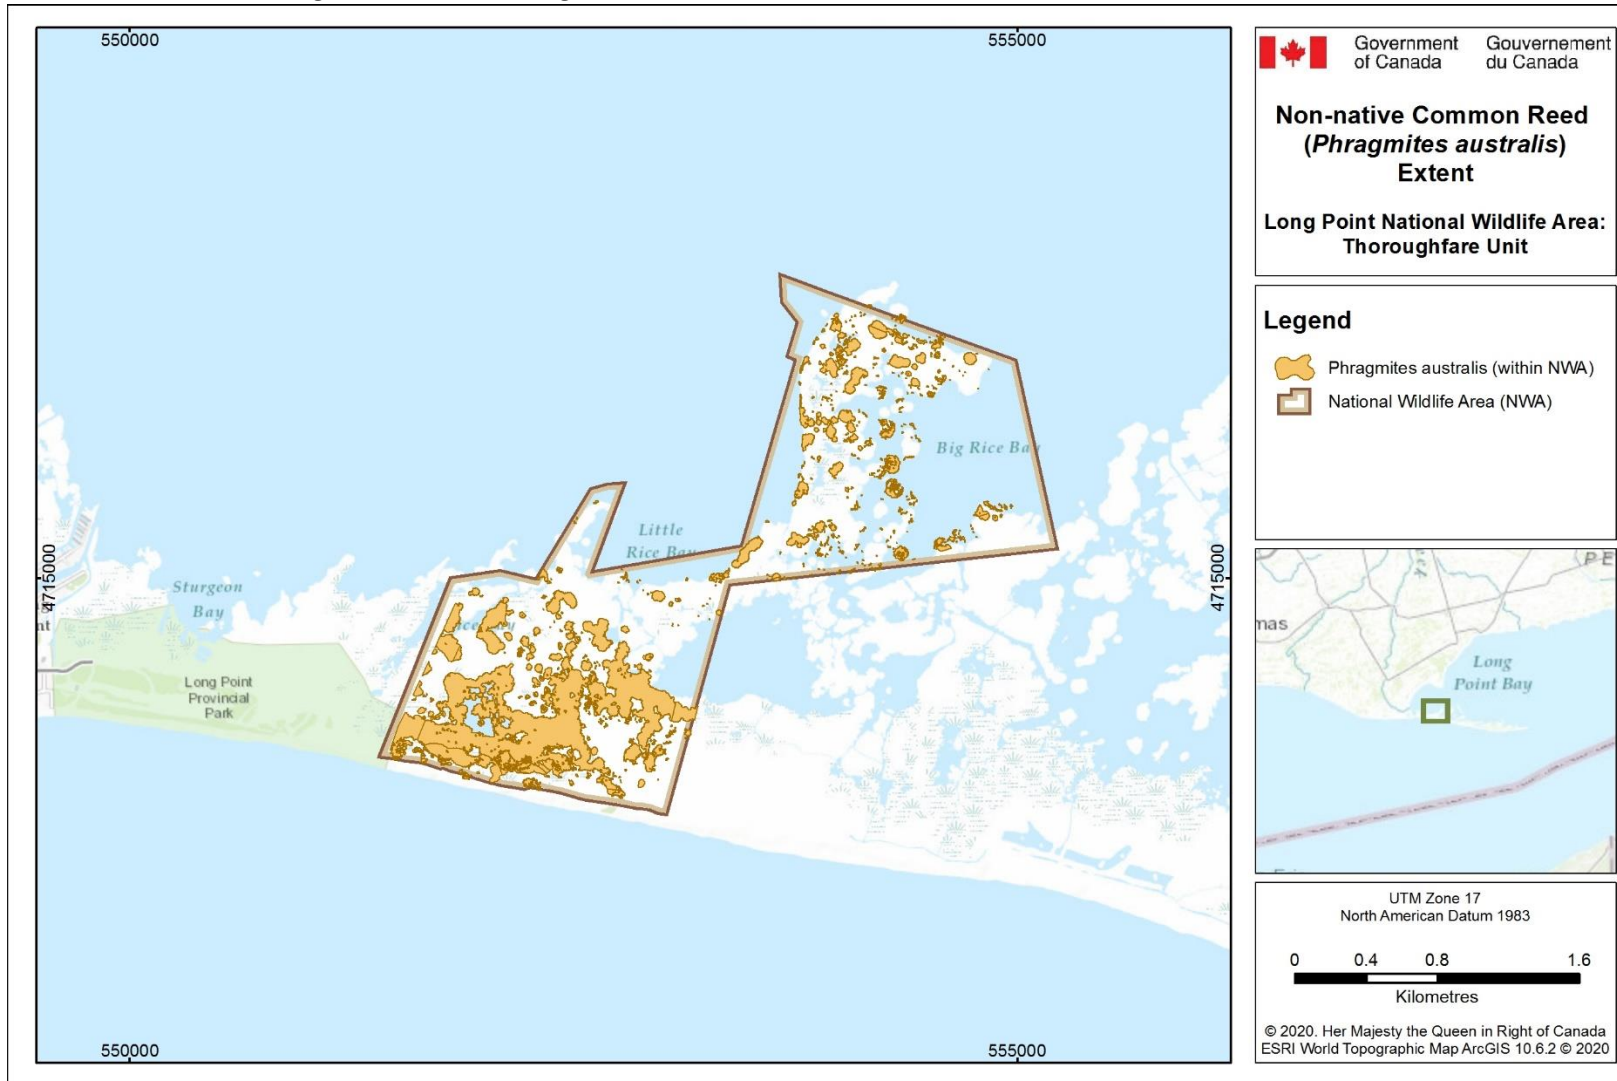 550000
555000
4715000
4715000
Little
Rice Bay
Big Rice Bay
Sturgeon
Bay
Long Point
Provincial
Park
nt
550000
555000
Government
of Canada
Gouvernement
du Canada
Non-native Common Reed
(Phragmites australis)
Extent
Long Point National Wildlife Area:
Thoroughfare Unit
Legend
Phragmites australis (within NWA)
National Wildlife Area (NWA)
mas
PE
Long
Point Bay
UTM Zone 17
North American Datum 1983
0 0.4 0.8 1.6
Kilometres
© 2020. Her Majesty the Queen in Right of Canada
ESRI World Topographic Map ArcGIS 10.6.2 © 2020